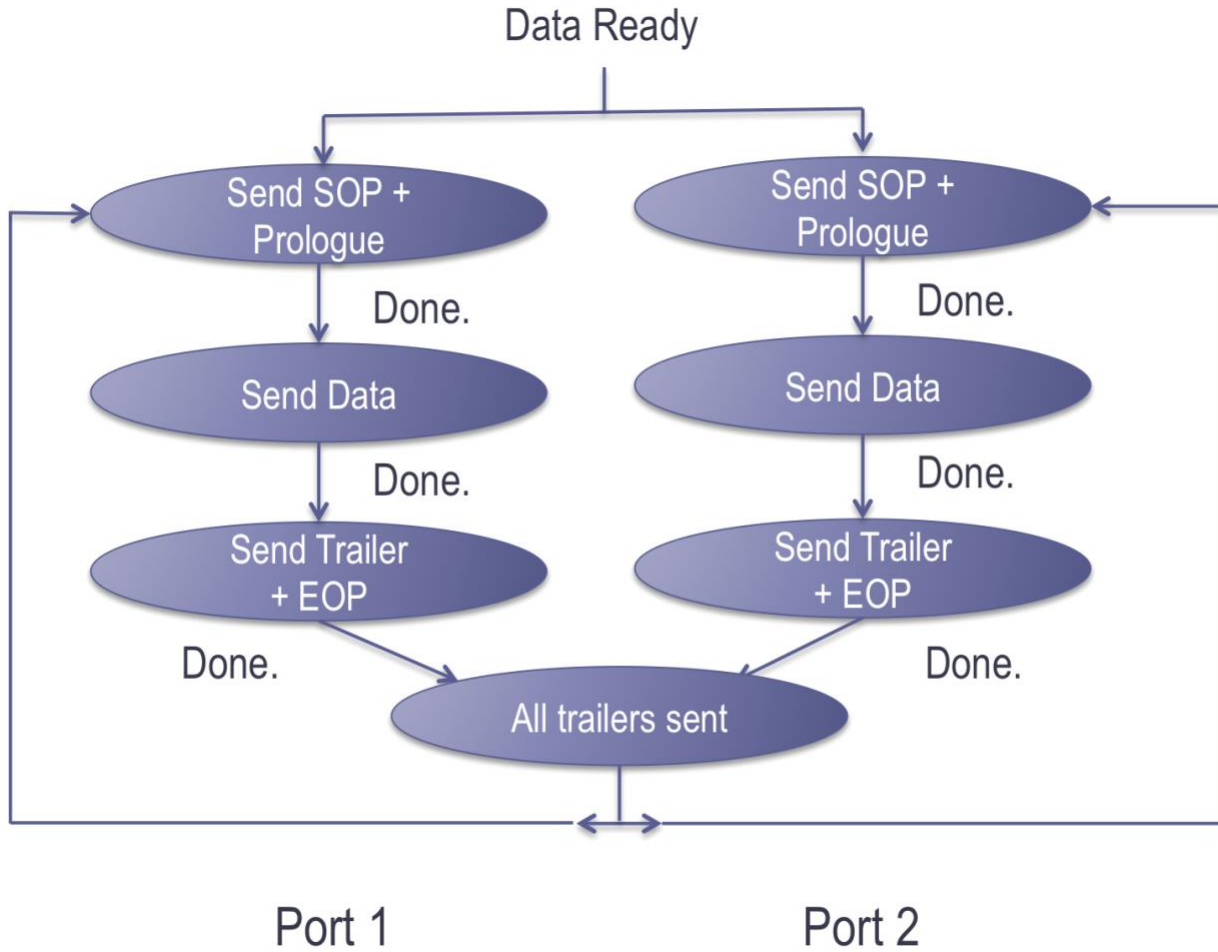 Data Ready
Send SOP +
Prologue
Send SOP +
Prologue
Done.
Done.
Send Data
Send Data
Done.
Done.
Send Trailer
+ EOP
Send Trailer
+ EOP
Done.
Done.
All trailers sent
Port 1
Port 2